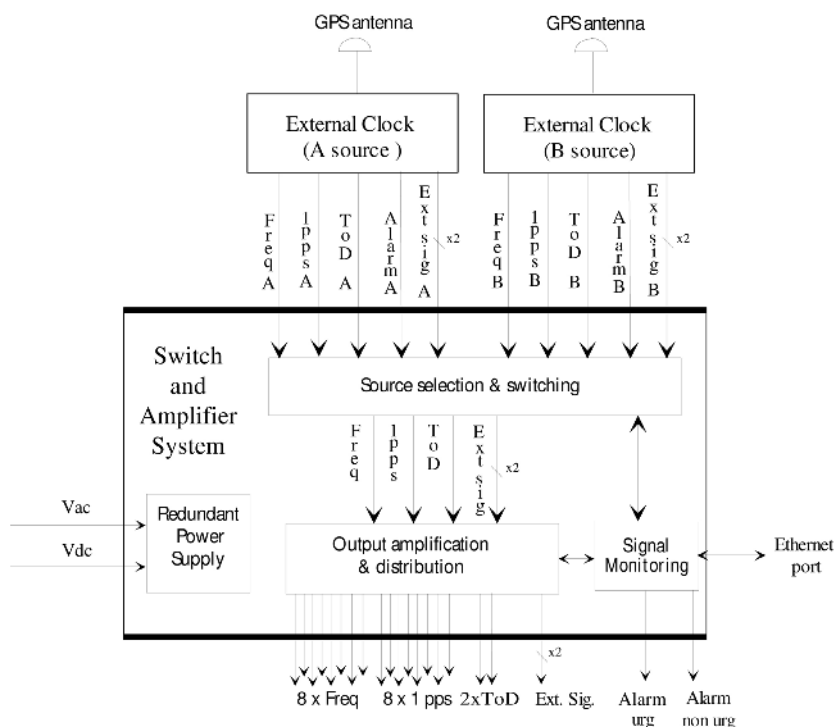 GPS antenna
GPS antenna
External Clock
(A source )
External Clock
(B source)
Freq A
1pps A
ToD A
Alarm A
Ext sig A
x2
Freq B
1pps B
ToD B
Alarm B
Ext sig B
x2
Switch
and
Amplifier
System
Source selection & switching
Freq
1pps
ToD
Ext sig
x2
Vac
Vdc
Redundant
Power
Supply
Output amplification
& distribution
Signal
Monitoring
Ethernet
port
x2
8 x Freq
8 x 1 pps
2xToD
Ext. Sig.
Alarm
urg
Alarm
non urg